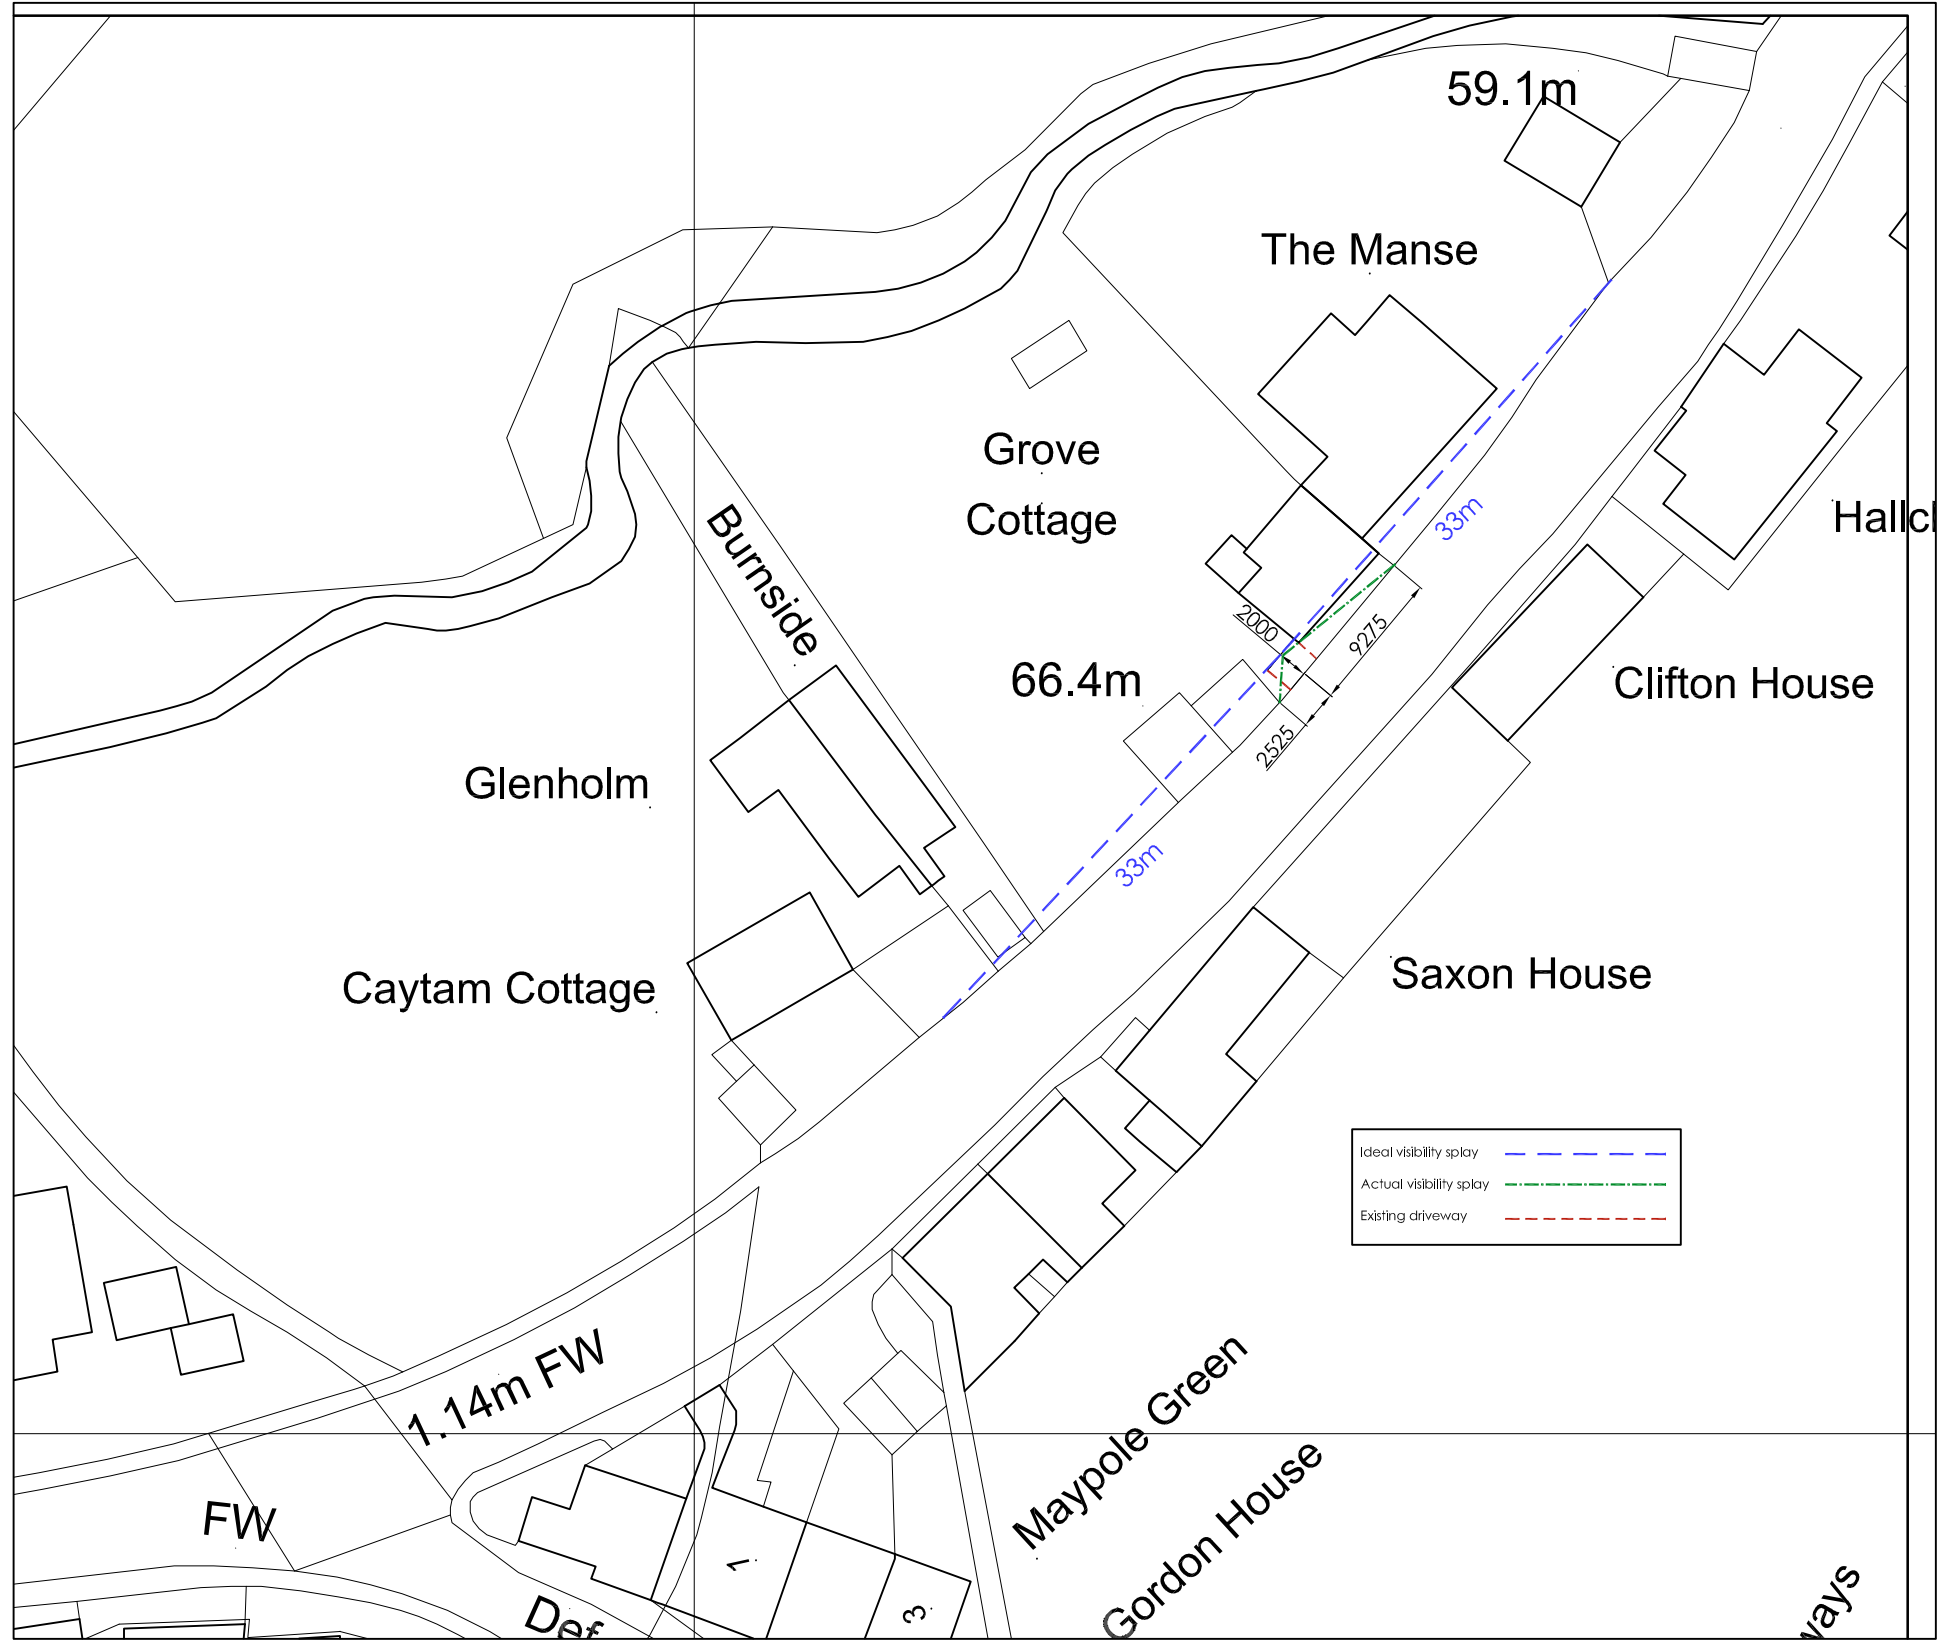 59.1m
The Manse
Grove
Cottage
33m
Burnside
2000
9275
2525
66.4m
Clifton House
Glenholm
33m
Caytam Cottage
Saxon House
Ideal visibility splay
Actual visibility splay
Existing driveway
1.14m FW
FW
Maypole Green
Gordon House
Def
1
3
ways